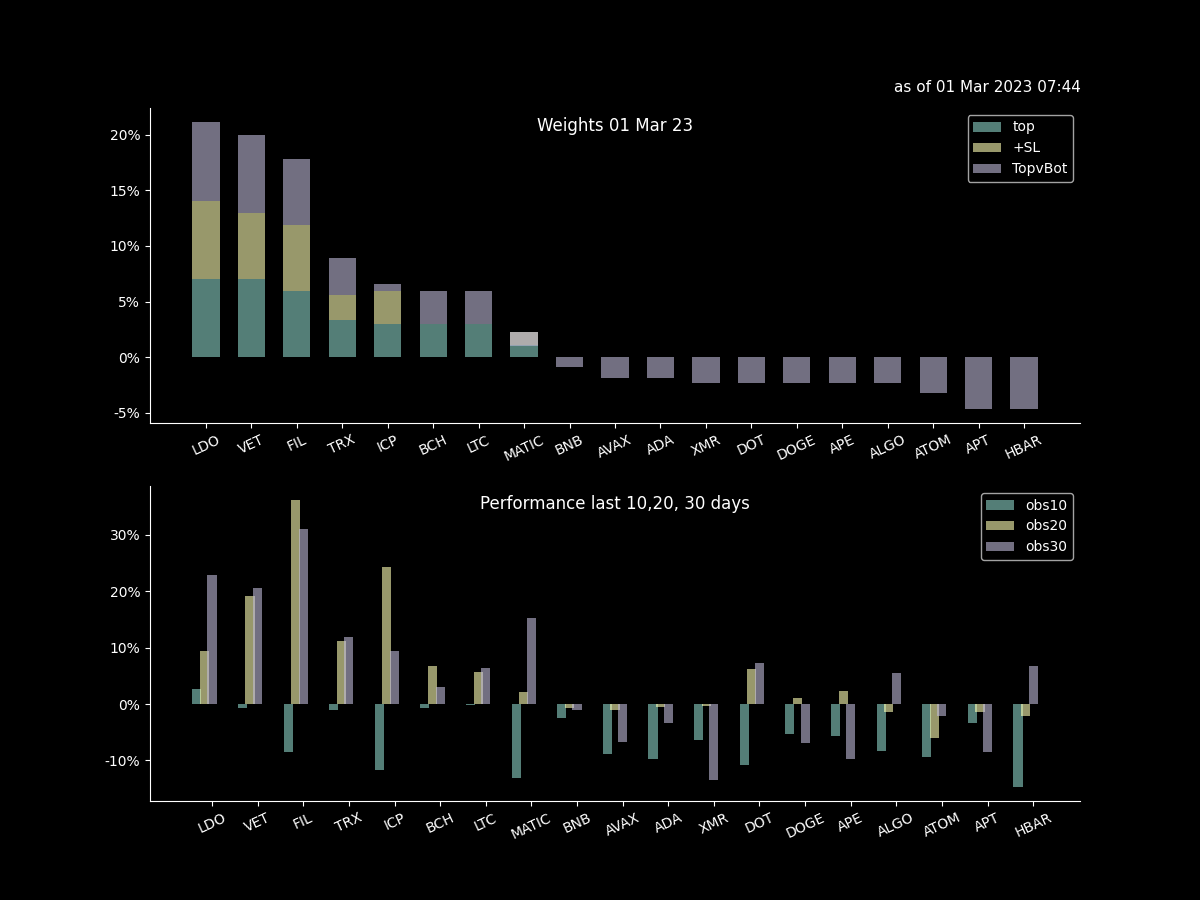 as of 01 Mar 2023 07:44
Weights 01 Mar 23
top
+SL
TopvBot
20%
15%
10%
5%
0%
-5%
LDO VET FIL TRX ICP BCH LTC MATIC BNB AVAX ADA XMR DOT DOGE APE ALGO ATOM APT HBAR
Performance last 10,20, 30 days
obs10
obs20
obs30
30%
20%
10%
0%
-10%
LDO VET FIL TRX ICP BCH LTC MATIC BNB AVAX ADA XMR DOT DOGE APE ALGO ATOM APT HBAR